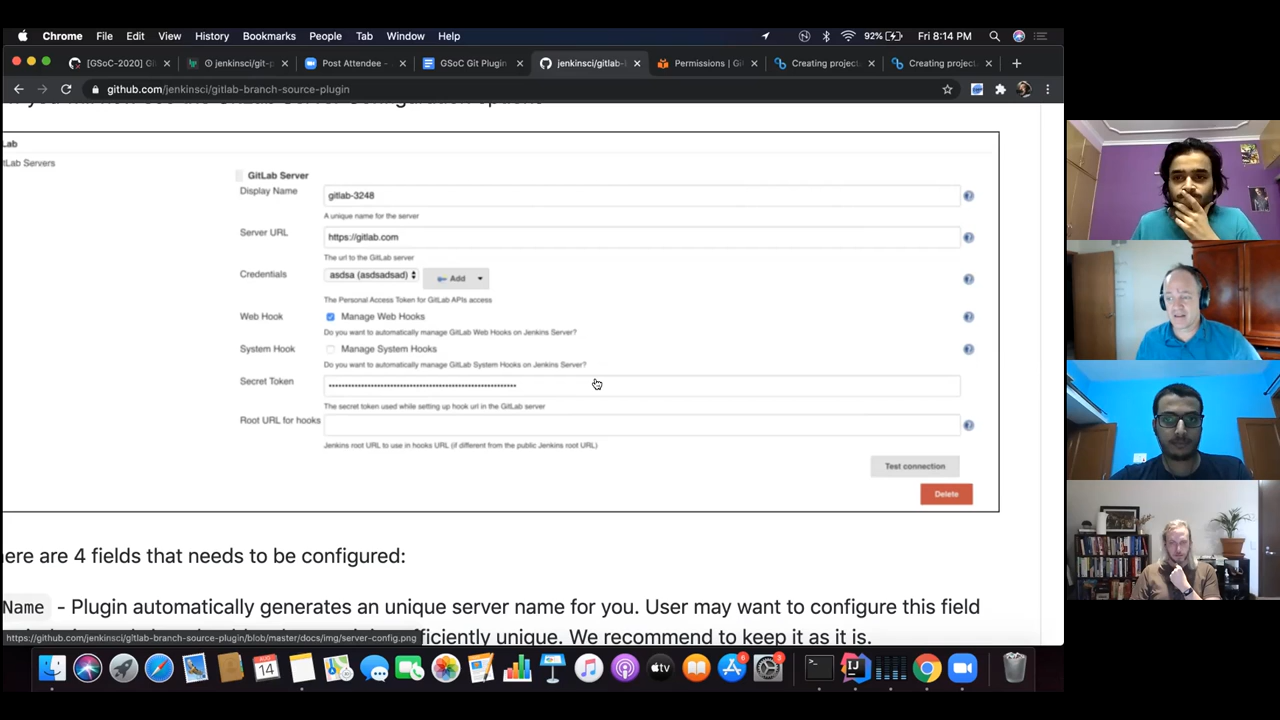 Chrome File Edit View History Bookmarks People Tab Window Help 92% Fri 8:14 PM
[GSoC-2020] Gi jenkinsci/git-p Post Attendee - GSoC Git Plugin jenkinsci/gitlab- Permissions | Git Creating project Creating project
github.com/jenkinsci/gitlab-branch-source-plugin
Lab
tLab Servers
GitLab Server
Display Name gitlab-3248
A unique name for the server
Server URL https://gitlab.com
The url to the GitLab server
Credentials asdsa (asdsadsad) Add
The Personal Access Token for GitLab APIs access
Web Hook Manage Web Hooks
Do you want to automatically manage GitLab Web Hooks on Jenkins Server?
System Hook Manage System Hooks
Do you want to automatically manage GitLab System Hooks on Jenkins Server?
Secret Token
The secret token used while setting up hook url in the GitLab server
Root URL for hooks
Jenkins root URL to use in hooks URL (if different from the public Jenkins root URL)
Test connection
Delete
ere are 4 fields that needs to be configured:
Name - Plugin automatically generates an unique server name for you. User may want to configure this field
efficiently unique. We recommend to keep it as it is.
https://github.com/jenkinsci/gitlab-branch-source-plugin/blob/master/docs/img/server-config.png
AUG
14
tv